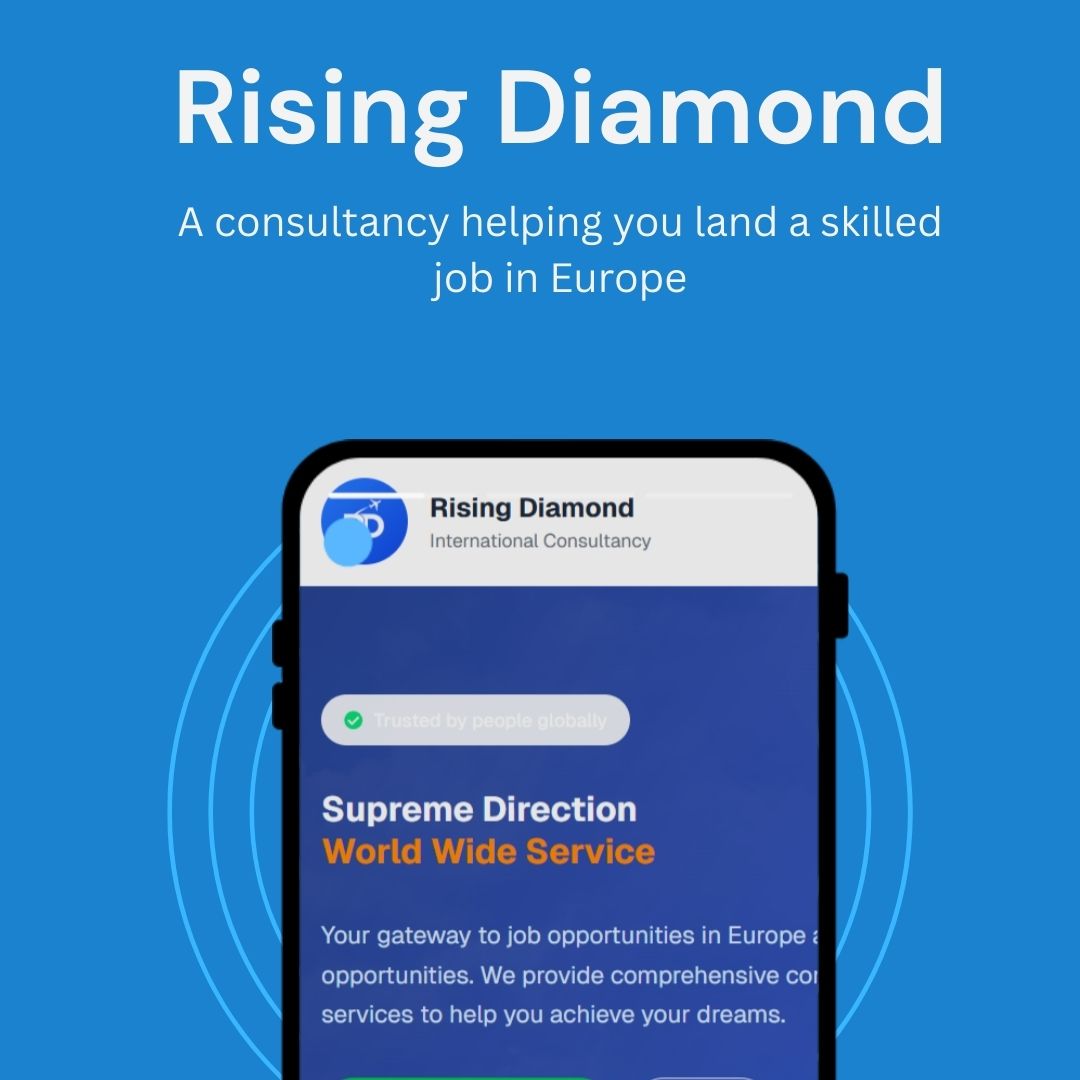 Rising Diamond
A consultancy helping you land a skilled
job in Europe
Rising Diamond
International Consultancy
Trusted by people globally
Supreme Direction
World Wide Service
Your gateway to job opportunities in Europe
opportunities. We provide comprehensive
services to help you achieve your dreams.